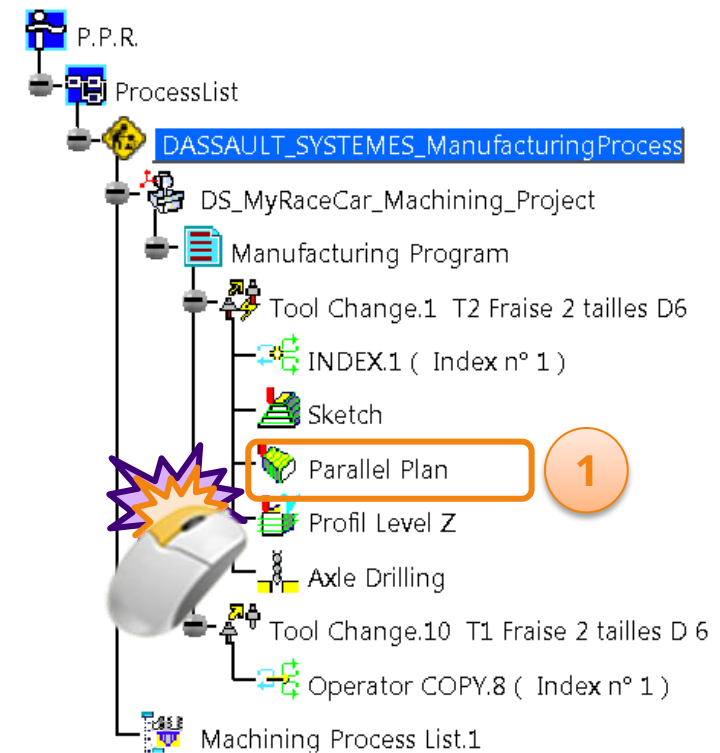 P.P.R.
ProcessList
DASSAULT_SYSTEMES_ManufacturingProcess
DS_MyRaceCar_Machining_Project
Manufacturing Program
Tool Change.1 T2 Fraise 2 tailles D6
INDEX.1 ( Index n° 1 )
Sketch
Parallel Plan 1
Profil Level Z
Axle Drilling
Tool Change.10 T1 Fraise 2 tailles D 6
Operator COPY.8 ( Index n° 1 )
Machining Process List.1